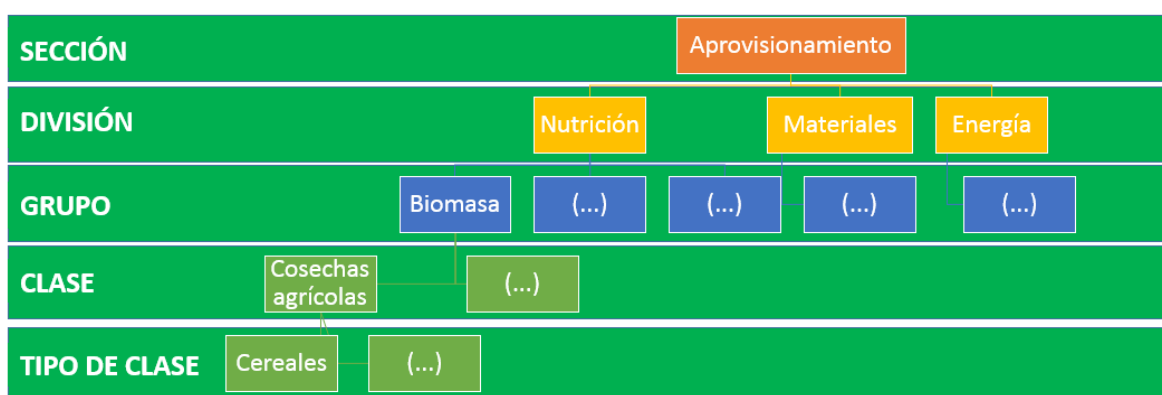 SECCIÓN
Aprovisionamiento
DIVISIÓN
Nutrición
Materiales
Energía
GRUPO
Biomasa
(...)
(...)
(...)
(...)
CLASE
Cosechas
agrícolas
(...)
TIPO DE CLASE
Cereales
(...)